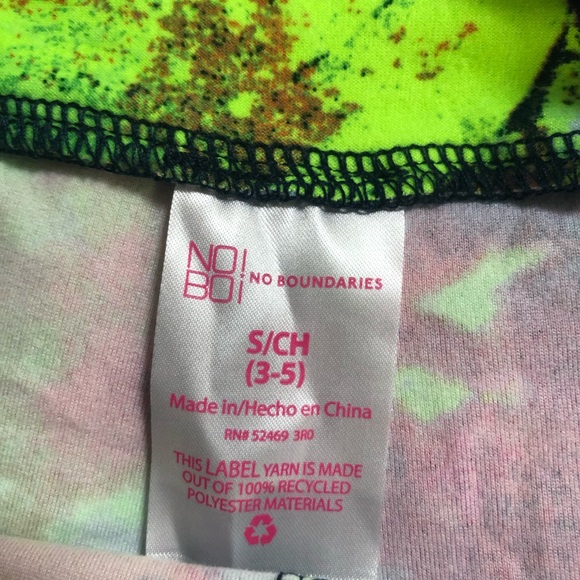 NO!
BO¡ NO BOUNDARIES
S/CH
(3-5)
Made in/Hecho en China
RN# 52469 3R0
THIS LABEL YARN IS MADE
OUT OF 100% RECYCLED
POLYESTER MATERIALS